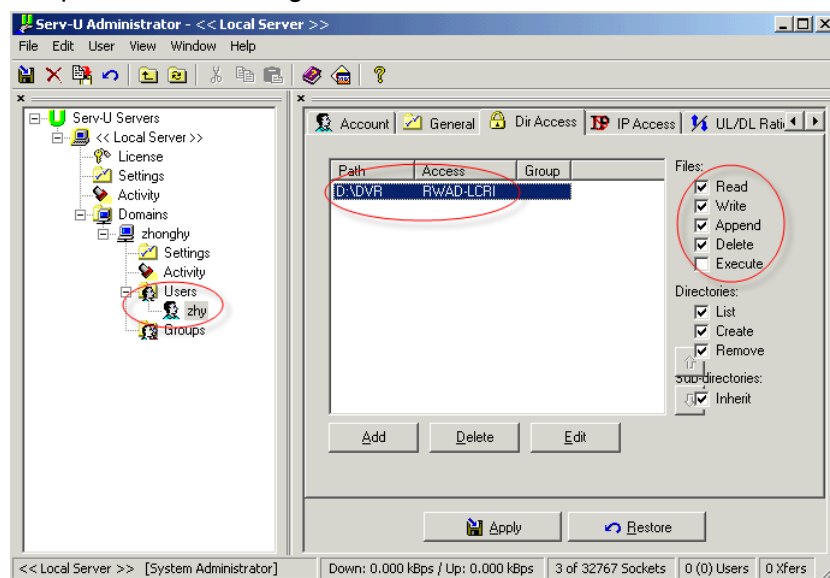 Serv-U Administrator - << Local Server >>
File Edit User View Window Help
Serv-U Servers
<< Local Server >>
License
Settings
Activity
Domains
zhonghy
Settings
Activity
Users
zhy
Groups
Account General Dir Access IP Access UL/DL
Path Access Group
D:\DVR RWAD-LCRI
Files:
Read
Write
Append
Delete
Execute
Directories:
List
Create
Remove
Sub-directories:
Inherit
Add Delete Edit
Apply Restore
<< Local Server >> [System Administrator] Down: 0.000 kBps / Up: 0.000 kBps 3 of 32767 Sockets 0 (0) Users 0 Xfers